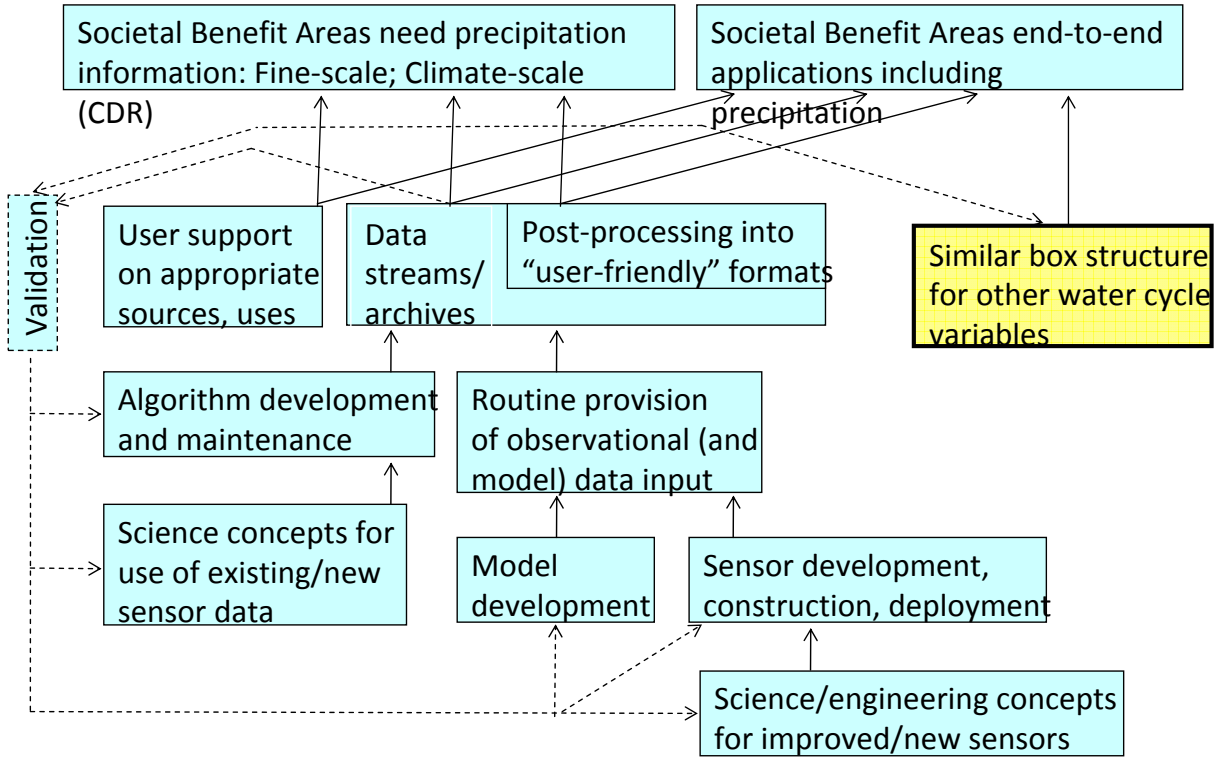 Societal Benefit Areas need precipitation
information: Fine-scale; Climate-scale
(CDR)
Societal Benefit Areas end-to-end
applications including
precipitation
Validation
User support
on appropriate
sources, uses
Data
streams/
archives
Post-processing into
“user-friendly” formats
Similar box structure
for other water cycle
variables
Algorithm development
and maintenance
Routine provision
of observational (and
model) data input
Science concepts for
use of existing/new
sensor data
Model
development
Sensor development,
construction, deployment
Science/engineering concepts
for improved/new sensors